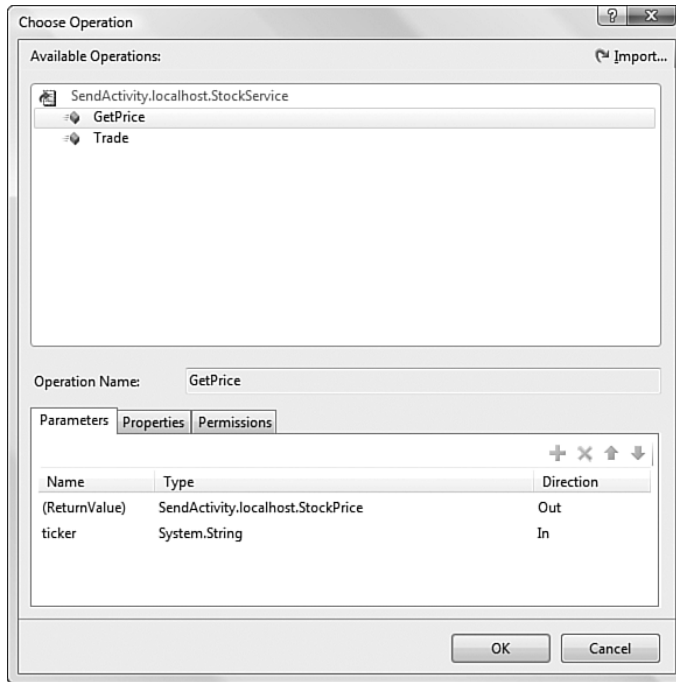 Choose Operation
Available Operations: Import...
SendActivity.localhost.StockService
GetPrice
Trade
Operation Name: GetPrice
Parameters Properties Permissions
Name Type Direction
(ReturnValue) SendActivity.localhost.StockPrice Out
ticker System.String In
OK Cancel